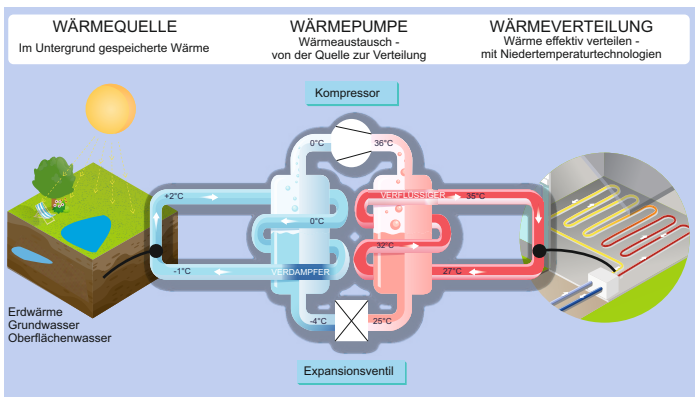 WÄRMEQUELLE
Im Untergrund gespeicherte Wärme
WÄRMEPUMPE
Wärmeaustausch -
von der Quelle zur Verteilung
WÄRMEVERTEILUNG
Wärme effektiv verteilen -
mit Niedertemperaturtechnologien
Kompressor
0°C
36°C
+2°C
VERFLÜSSIGER
35°C
0°C
32°C
-1°C
VERDAMPFER
27°C
-4°C
25°C
Erdwärme
Grundwasser
Oberflächenwasser
Expansionsventil